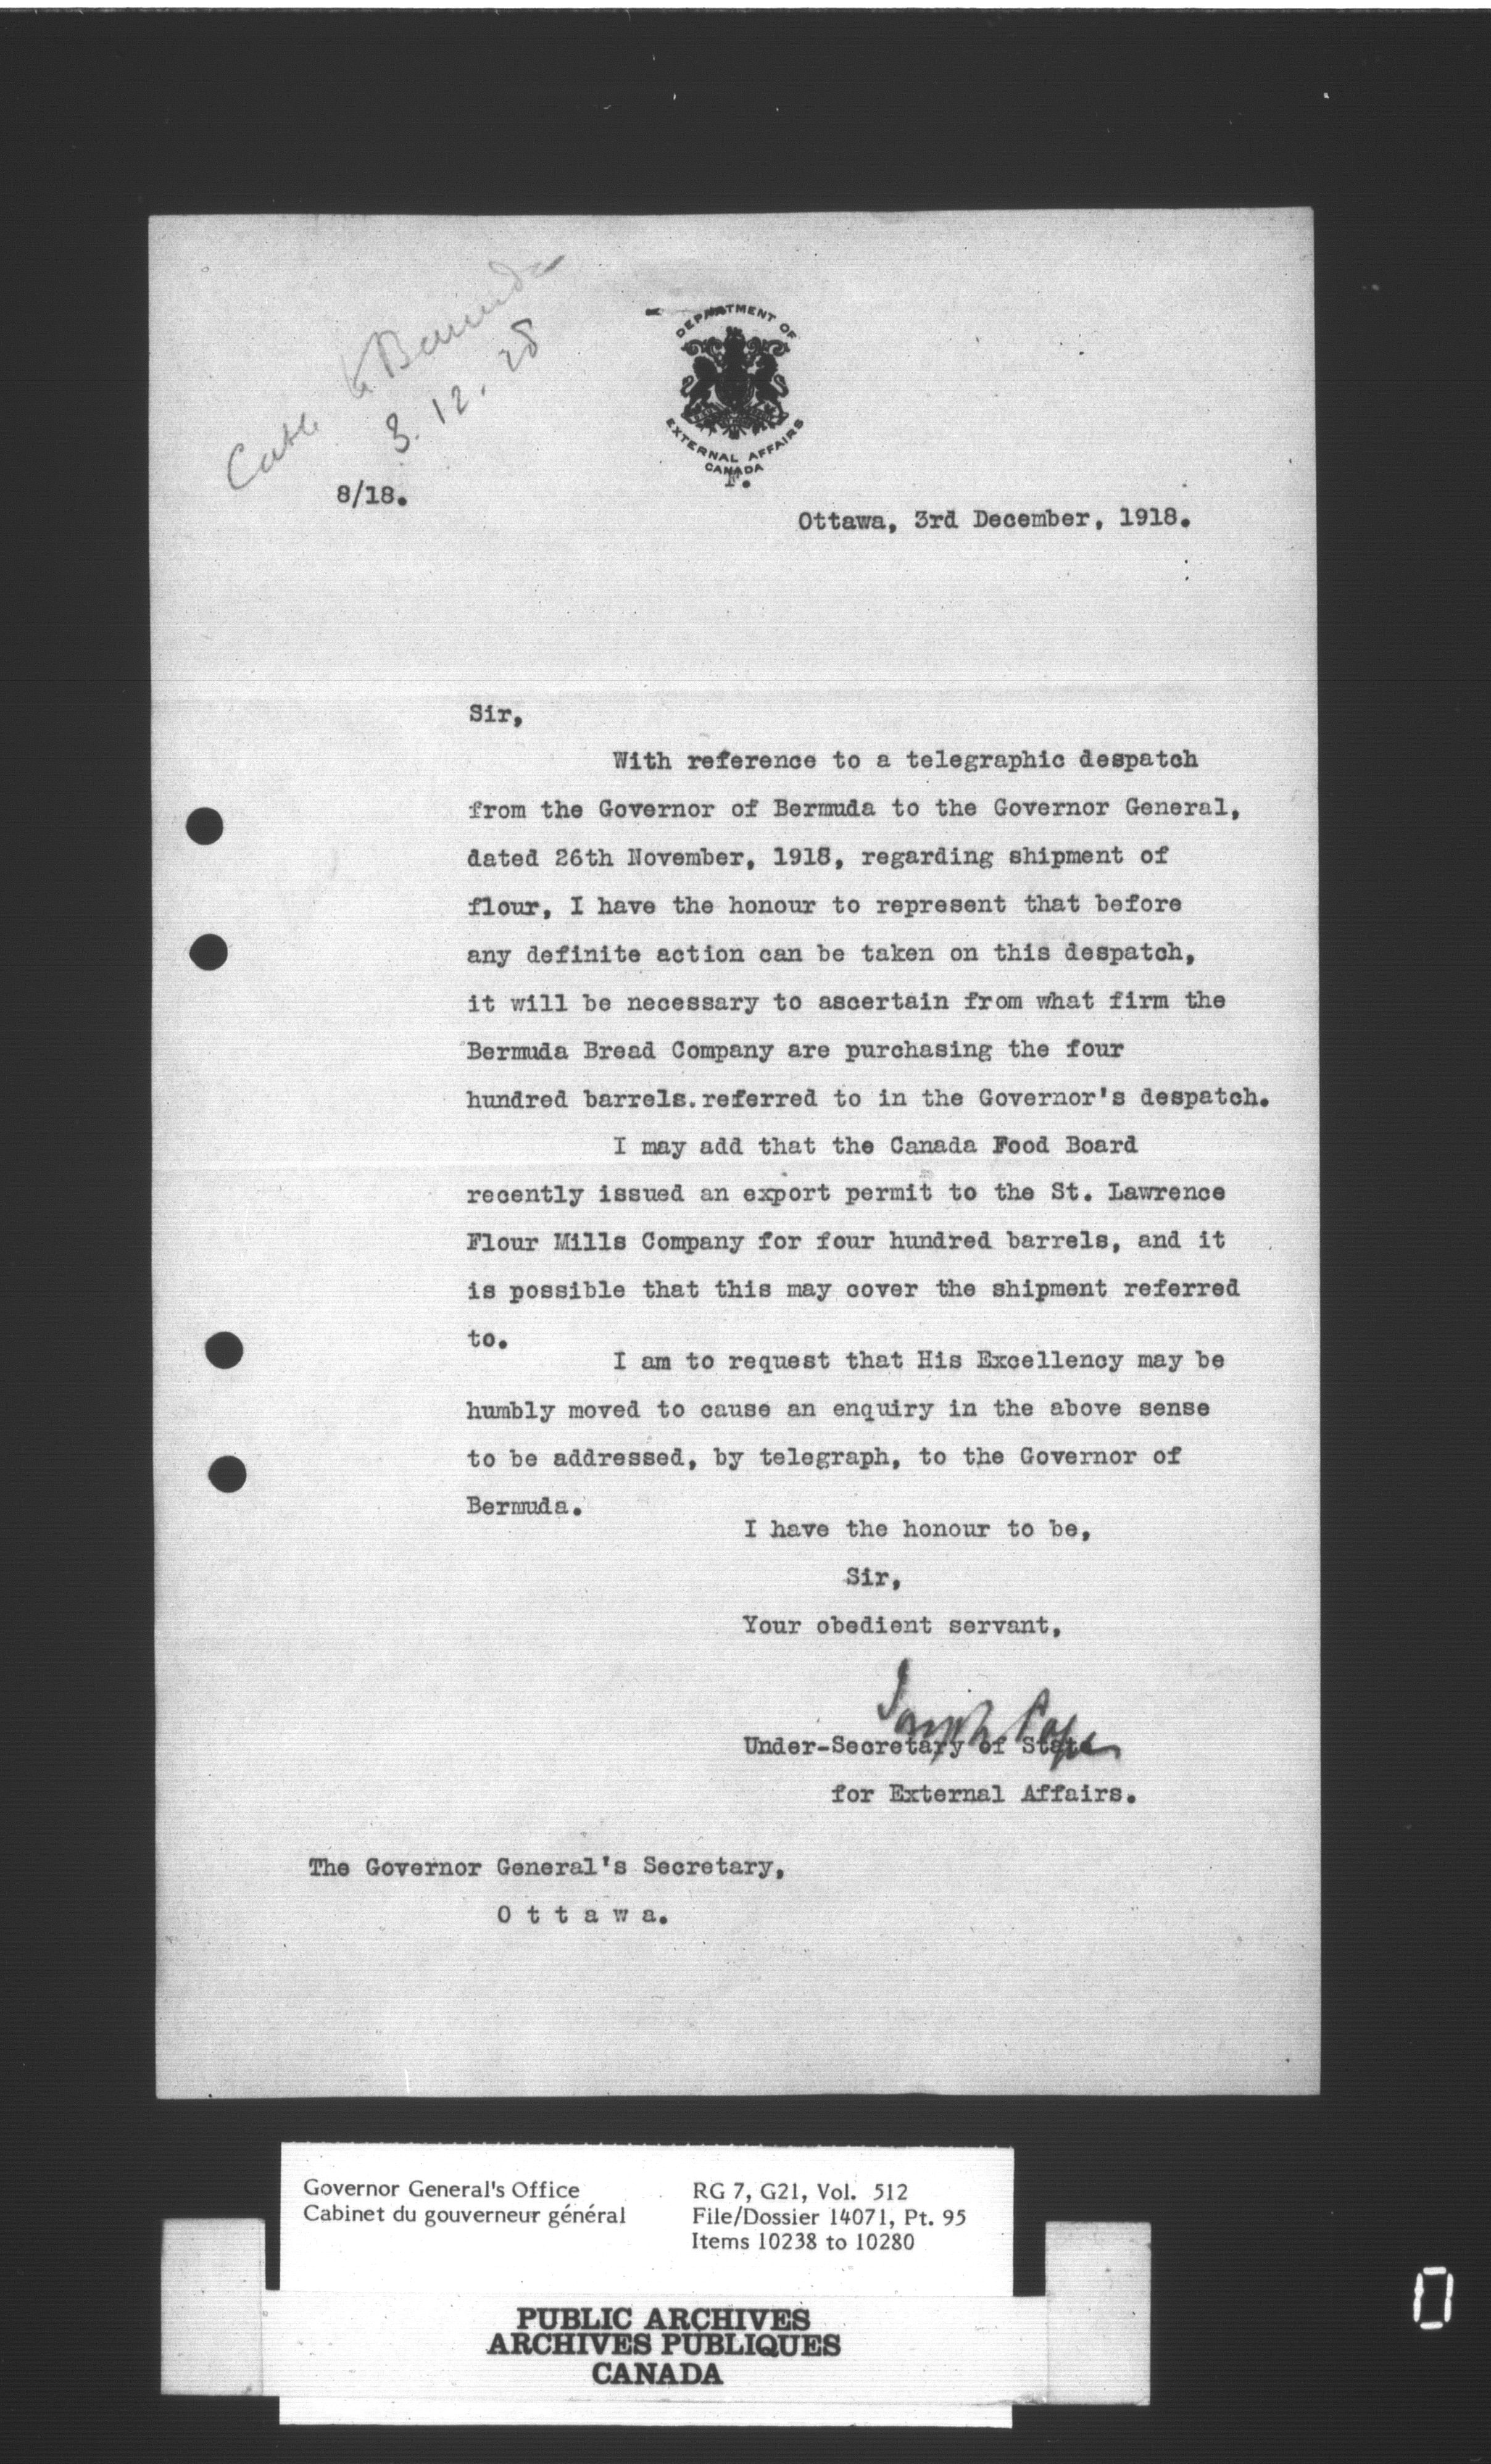 Cable to Bermuda
3.12.18
DEPARTMENT OF
EXTERNAL AFFAIRS
CANADA
F.
8/18.
Ottawa, 3rd December, 1918.
Sir,
With reference to a telegraphic despatch
from the Governor of Bermuda to the Governor General,
dated 26th November, 1918, regarding shipment of
flour, I have the honour to represent that before
any definite action can be taken on this despatch,
it will be necessary to ascertain from what firm the
Bermuda Bread Company are purchasing the four
hundred barrels.referred to in the Governor's despatch.
I may add that the Canada Food Board
recently issued an export permit to the St. Lawrence
Flour Mills Company for four hundred barrels, and it
is possible that this may cover the shipment referred
to.
I am to request that His Excellency may be
humbly moved to cause an enquiry in the above sense
to be addressed, by telegraph, to the Governor of
Bermuda.
I have the honour to be,
Sir,
Your obedient servant,
Joseph Pope
Under-Secretary of State
for External Affairs.
The Governor General's Secretary,
O t t a w a.
Governor General's Office
Cabinet du gouverneur général
RG 7, G21, Vol. 512
File/Dossier 14071, Pt. 95
Items 10238 to 10280
PUBLIC ARCHIVES
ARCHIVES PUBLIQUES
CANADA